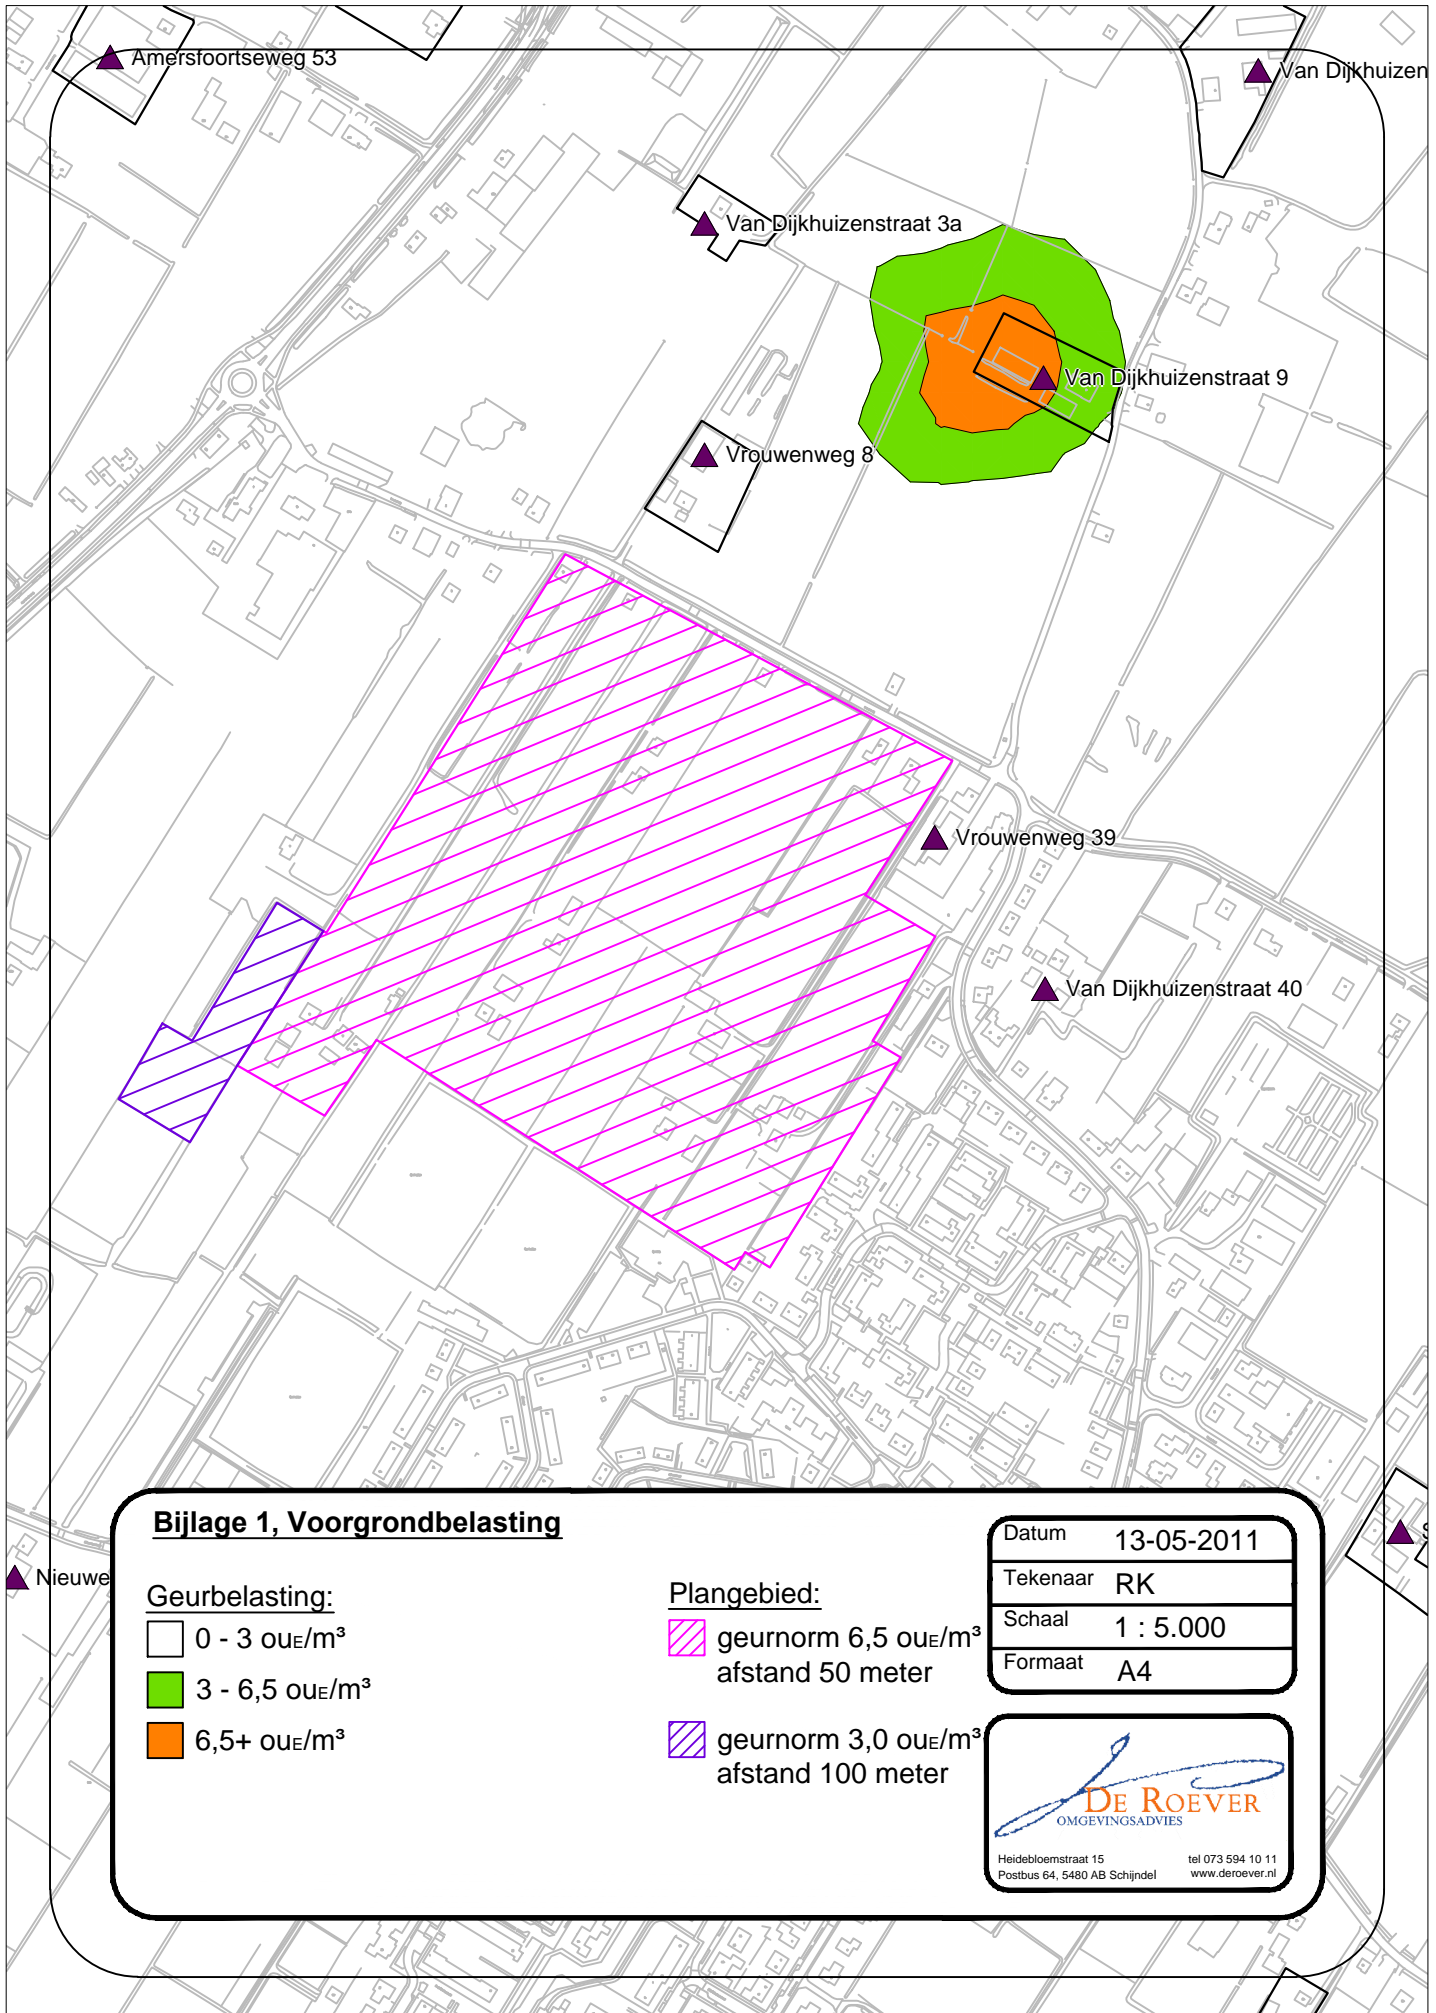 Amersfoortseweg 53
Van Dijkhuizen
Van Dijkhuizenstraat 3a
Van Dijkhuizenstraat 9
Vrouwenweg 8
Vrouwenweg 39
Van Dijkhuizenstraat 40
Nieuwe
Bijlage 1, Voorgrondbelasting
Geurbelasting:
0 - 3 ouE/m³
3 - 6,5 ouE/m³
6,5+ ouE/m³
Plangebied:
geurnorm 6,5 ouE/m³
afstand 50 meter
geurnorm 3,0 ouE/m³
afstand 100 meter
Datum 13-05-2011
Tekenaar RK
Schaal 1 : 5.000
Formaat A4
DE ROEVER
OMGEVINGSADVIES
Heidebloemstraat 15 tel 073 594 10 11
Postbus 64, 5480 AB Schijndel www.deroever.nl